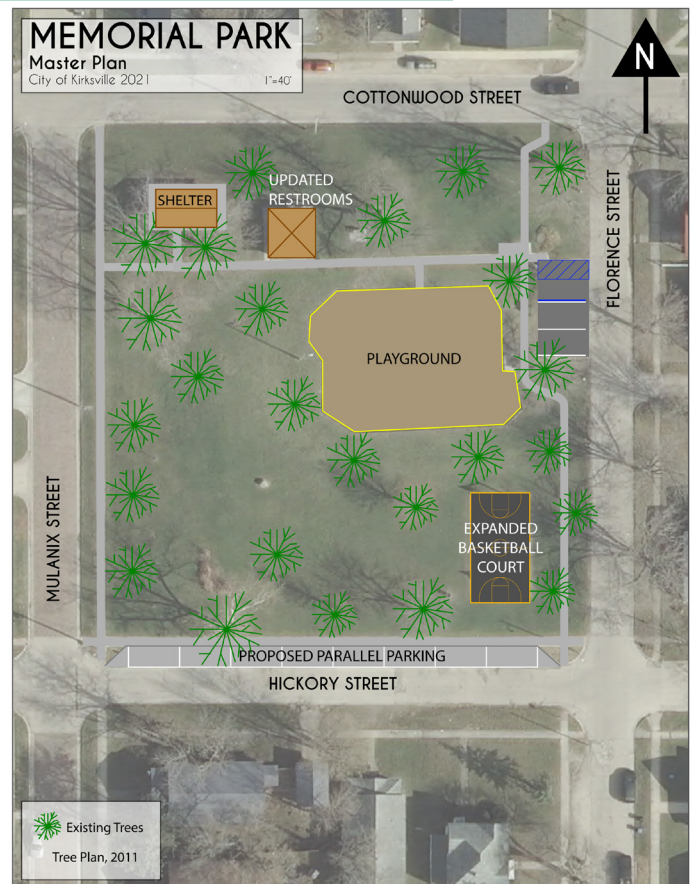 MEMORIAL PARK
Master Plan
City of Kirksville 2021
1"=40'
N
COTTONWOOD STREET
UPDATED
RESTROOMS
SHELTER
FLORENCE STREET
PLAYGROUND
MULANIX STREET
EXPANDED
BASKETBALL
COURT
PROPOSED PARALLEL PARKING
HICKORY STREET
Existing Trees
Tree Plan, 2011